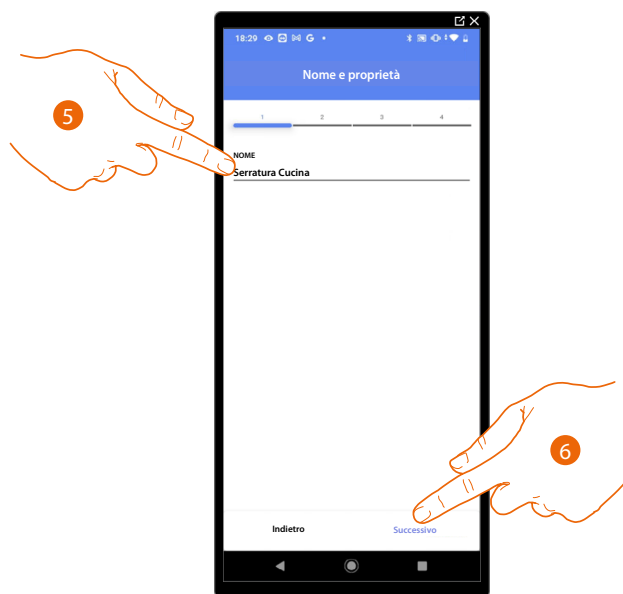 18:29 G
Nome e proprietà
1 2 3 4
NOME
Serratura Cucina
5
6
Indietro Successivo